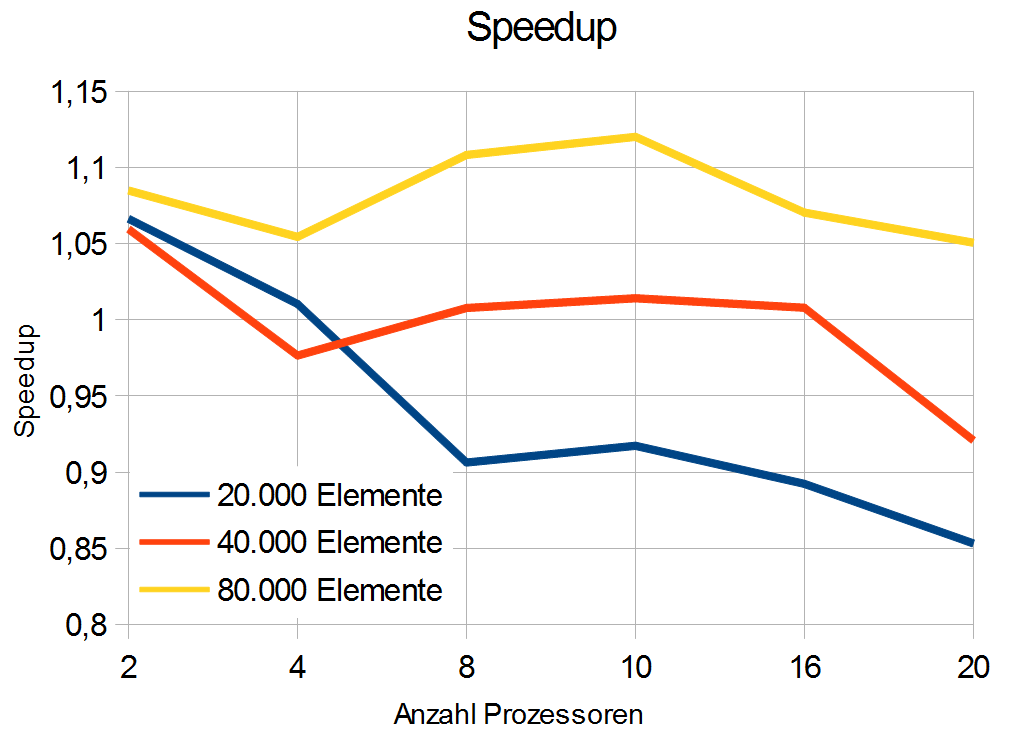 Speedup
1,15
1,1
1,05
1
0,95
0,9
0,85
0,8
Speedup
20.000 Elemente
40.000 Elemente
80.000 Elemente
2 4 8 10 16 20
Anzahl Prozessoren